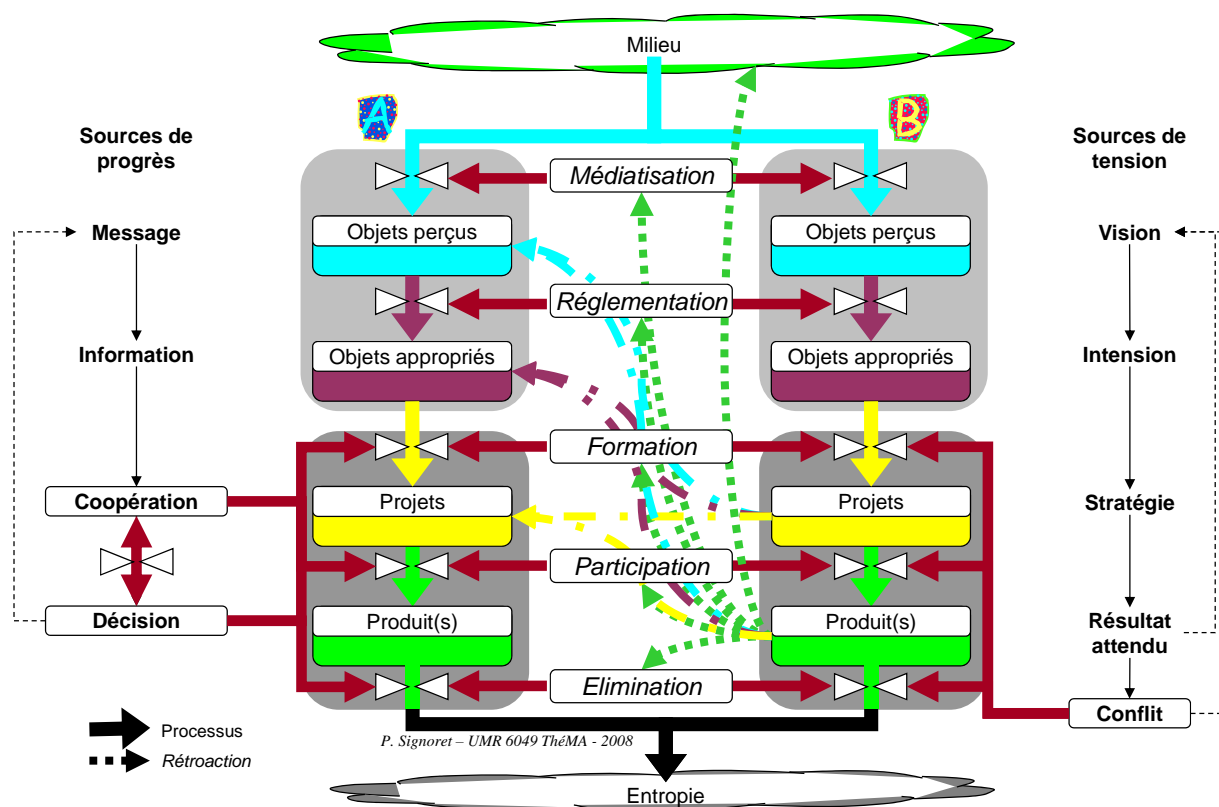 Milieu
A
B
Sources de
progrès
Sources de
tension
Médiatisation
Message
Objets perçus
Objets perçus
Vision
Réglementation
Information
Objets appropriés
Objets appropriés
Intension
Formation
Coopération
Projets
Projets
Stratégie
Participation
Décision
Produit(s)
Produit(s)
Résultat
attendu
Elimination
Conflit
Processus
Rétroaction
P. Signoret – UMR 6049 ThéMA - 2008
Entropie